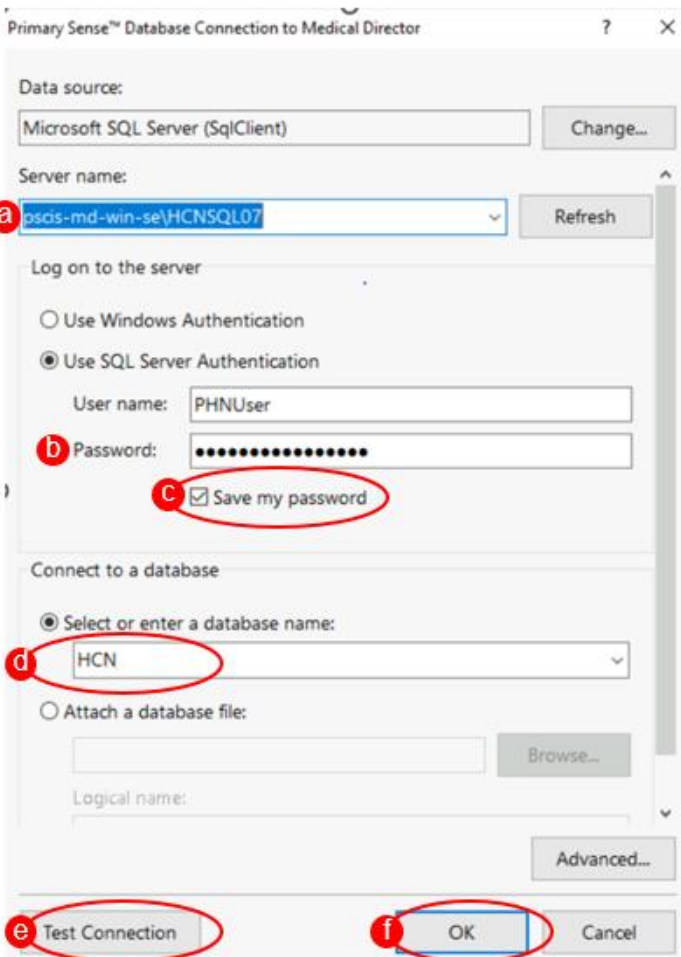 Primary Sense™ Database Connection to Medical Director ? ×
Data source:
Microsoft SQL Server (SqlClient) Change...
Server name:
a pscis-md-win-se\HCNSQL07 Refresh
Log on to the server
Use Windows Authentication
Use SQL Server Authentication
User name: PHNUser
b Password: ••••••••••••••••
c Save my password
Connect to a database
Select or enter a database name:
d HCN
Attach a database file:
Browse...
Logical name:
Advanced...
e Test Connection f OK Cancel